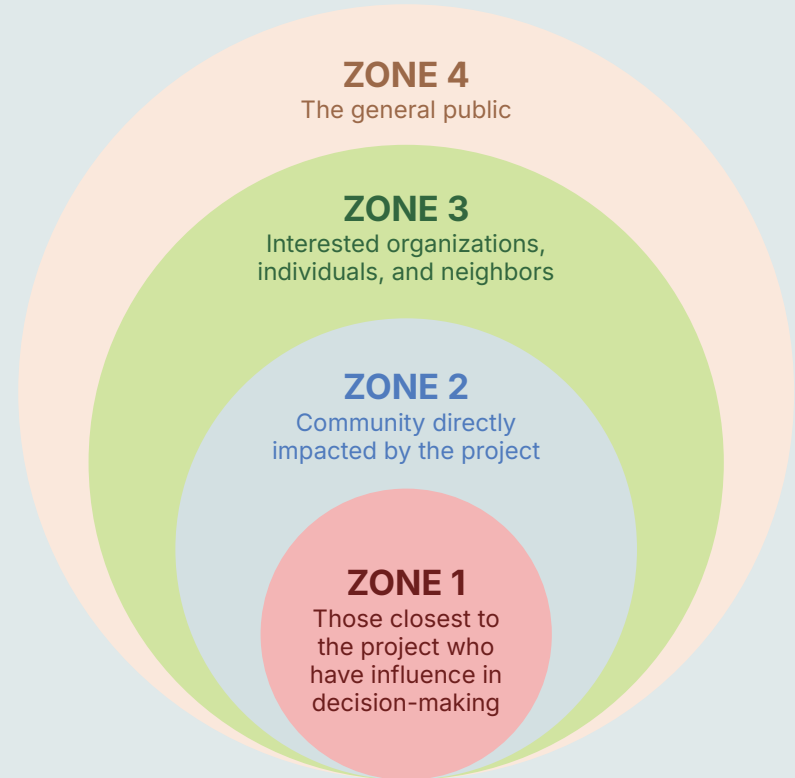 ZONE 4
The general public
ZONE 3
Interested organizations,
individuals, and neighbors
ZONE 2
Community directly
impacted by the project
ZONE 1
Those closest to
the project who
have influence in
decision-making